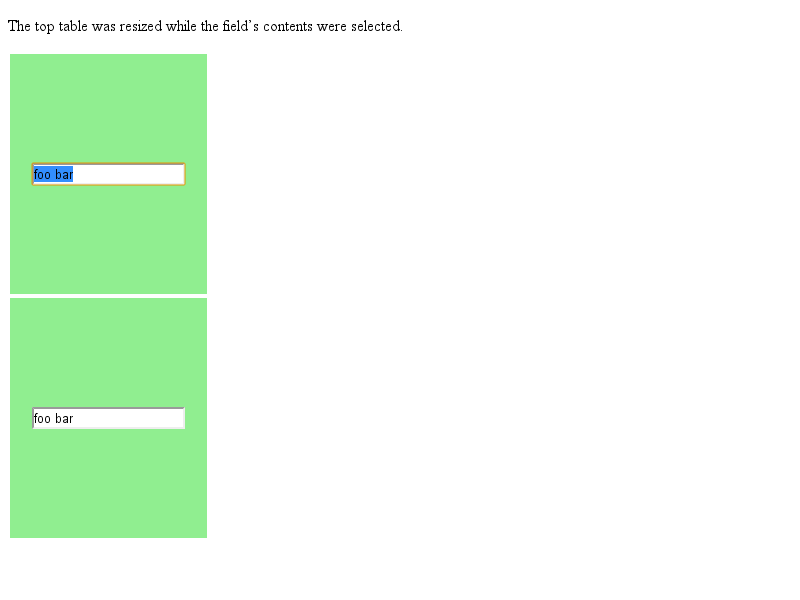 The top table was resized while the field's contents were selected.
foo bar
foo bar